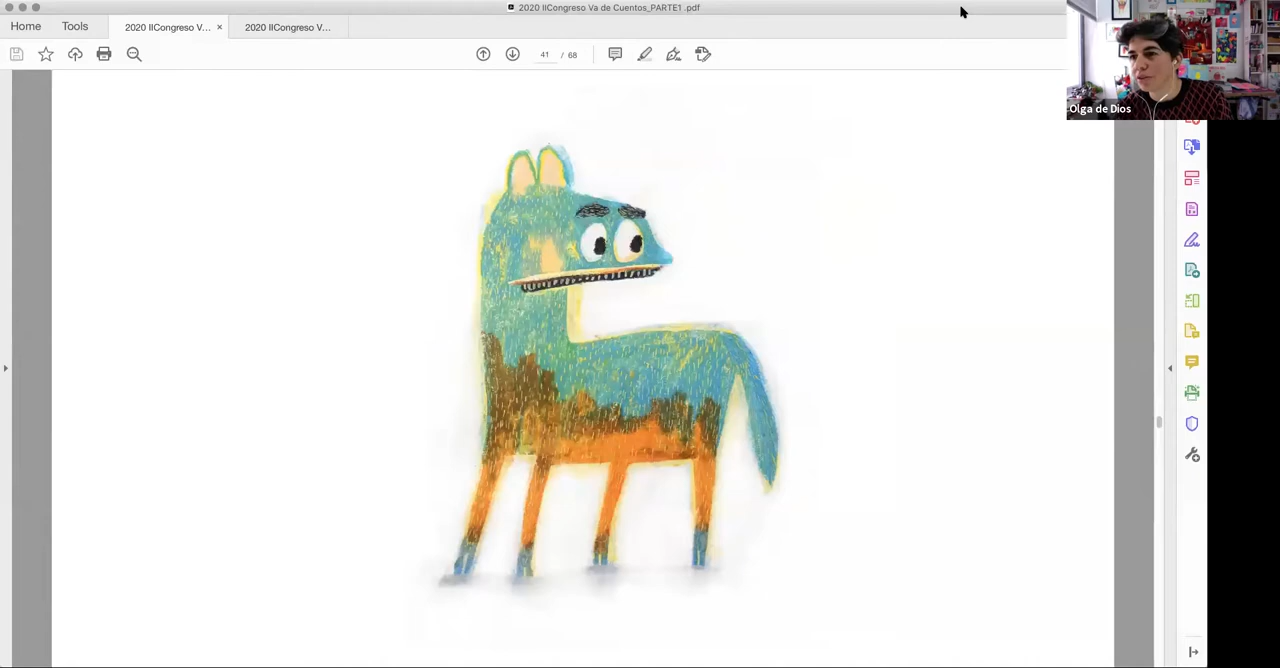 2020 IICongreso Va de Cuentos_PARTE1 .pdf
Home Tools 2020 IICongreso V... × 2020 IICongreso V...
41 / 68
Olga de Dios